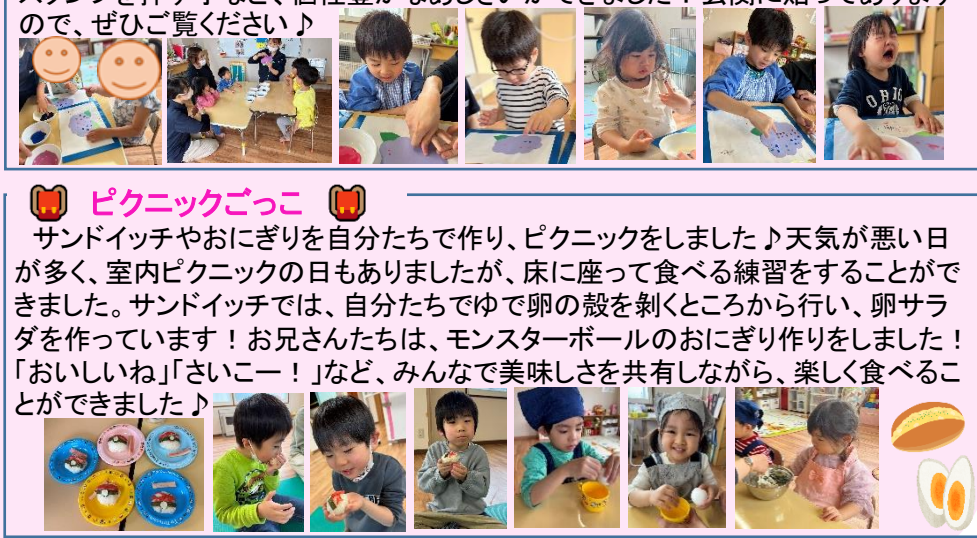 ので、ぜひご覧ください♪
ピクニックごっこ
サンドイッチやおにぎりを自分たちで作り、ピクニックをしました♪天気が悪い日
が多く、室内ピクニックの日もありましたが、床に座って食べる練習をすることがで
きました。サンドイッチでは、自分たちでゆで卵の殻を剝くところから行い、卵サラ
ダを作っています！お兄さんたちは、モンスターボールのおにぎり作りをしました！
「おいしいね」「さいこー！」など、みんなで美味しさを共有しながら、楽しく食べるこ
とができました♪